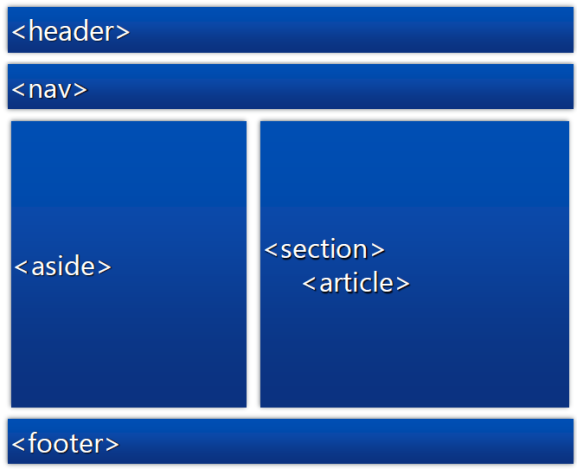 <header>
<nav>
<aside>
<section>
<article>
<footer>